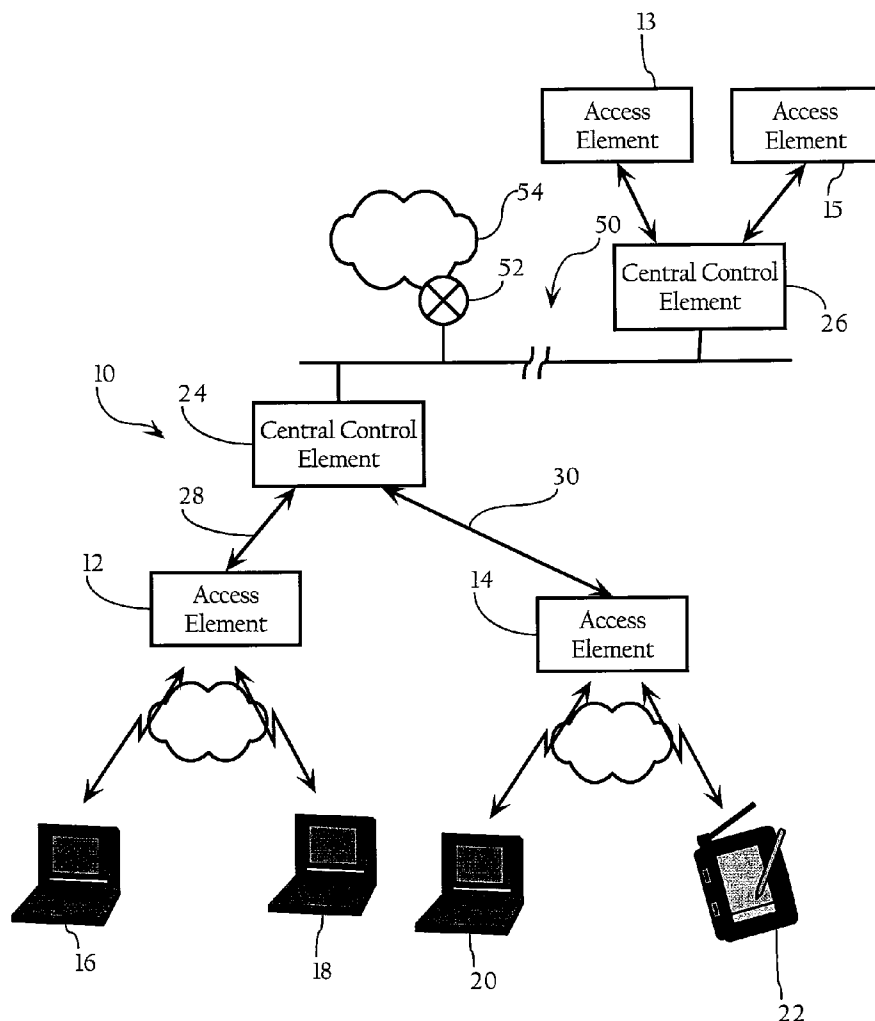 13
Access
Element
Access
Element
15
54
50
52
Central Control
Element
26
10
24
Central Control
Element
28
30
12
Access
Element
14
Access
Element
16
18
20
22